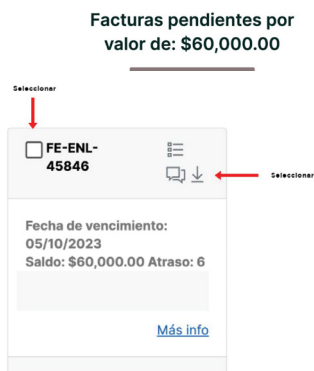 Facturas pendientes por
valor de: $60,000.00
Seleccionar
FE-ENL-
45846
Seleccionar
Fecha de vencimiento:
05/10/2023
Saldo: $60,000.00 Atraso: 6
Más info